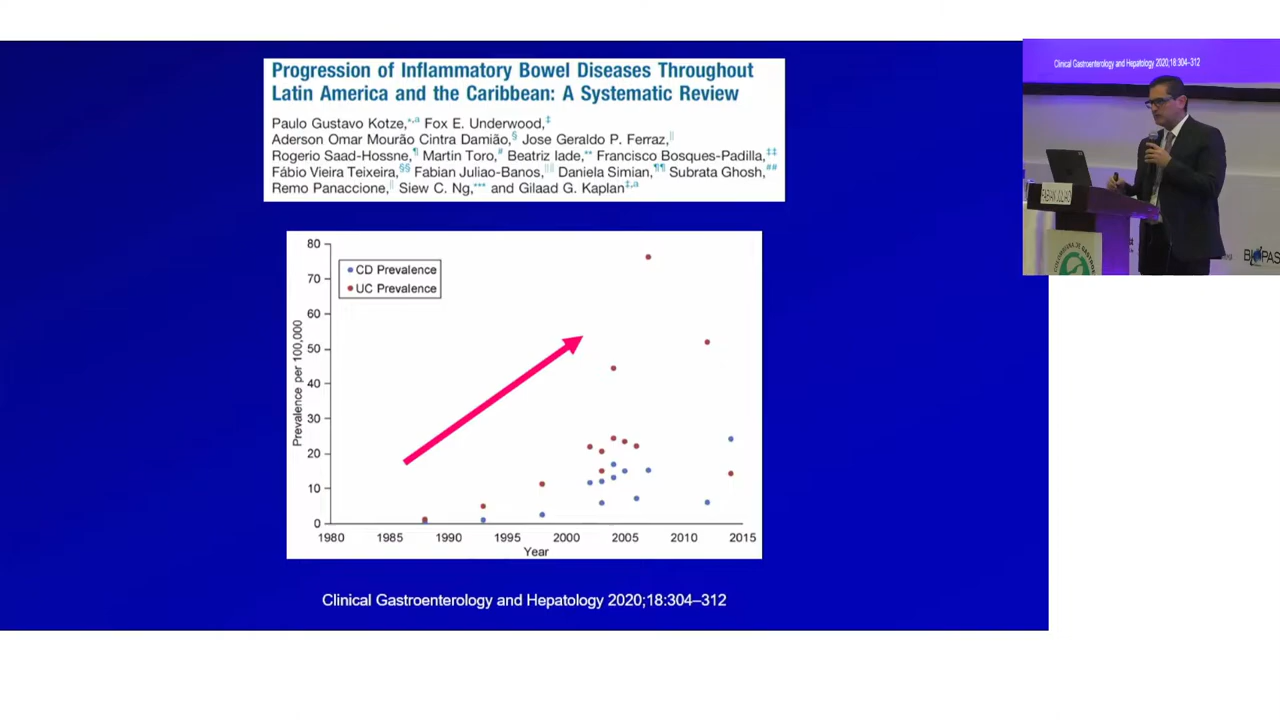 Progression of Inflammatory Bowel Diseases Throughout
Latin America and the Caribbean: A Systematic Review
Paulo Gustavo Kotze,*,a Fox E. Underwood,‡
Aderson Omar Mourão Cintra Damião,§ Jose Geraldo P. Ferraz,||
Rogerio Saad-Hossne,¶ Martin Toro,# Beatriz Iade,** Francisco Bosques-Padilla,‡‡
Fábio Vieira Teixeira,§§ Fabian Juliao-Banos,|||| Daniela Simian,¶¶ Subrata Ghosh,##
Remo Panaccione,|| Siew C. Ng,*** and Gilaad G. Kaplan‡,a
80
70
60
50
40
30
20
10
0
CD Prevalence
UC Prevalence
Prevalence per 100,000
1980 1985 1990 1995 2000 2005 2010 2015
Year
Clinical Gastroenterology and Hepatology 2020;18:304–312
Clinical Gastroenterology and Hepatology 2020;18:304–312
FABIAN JULIAO